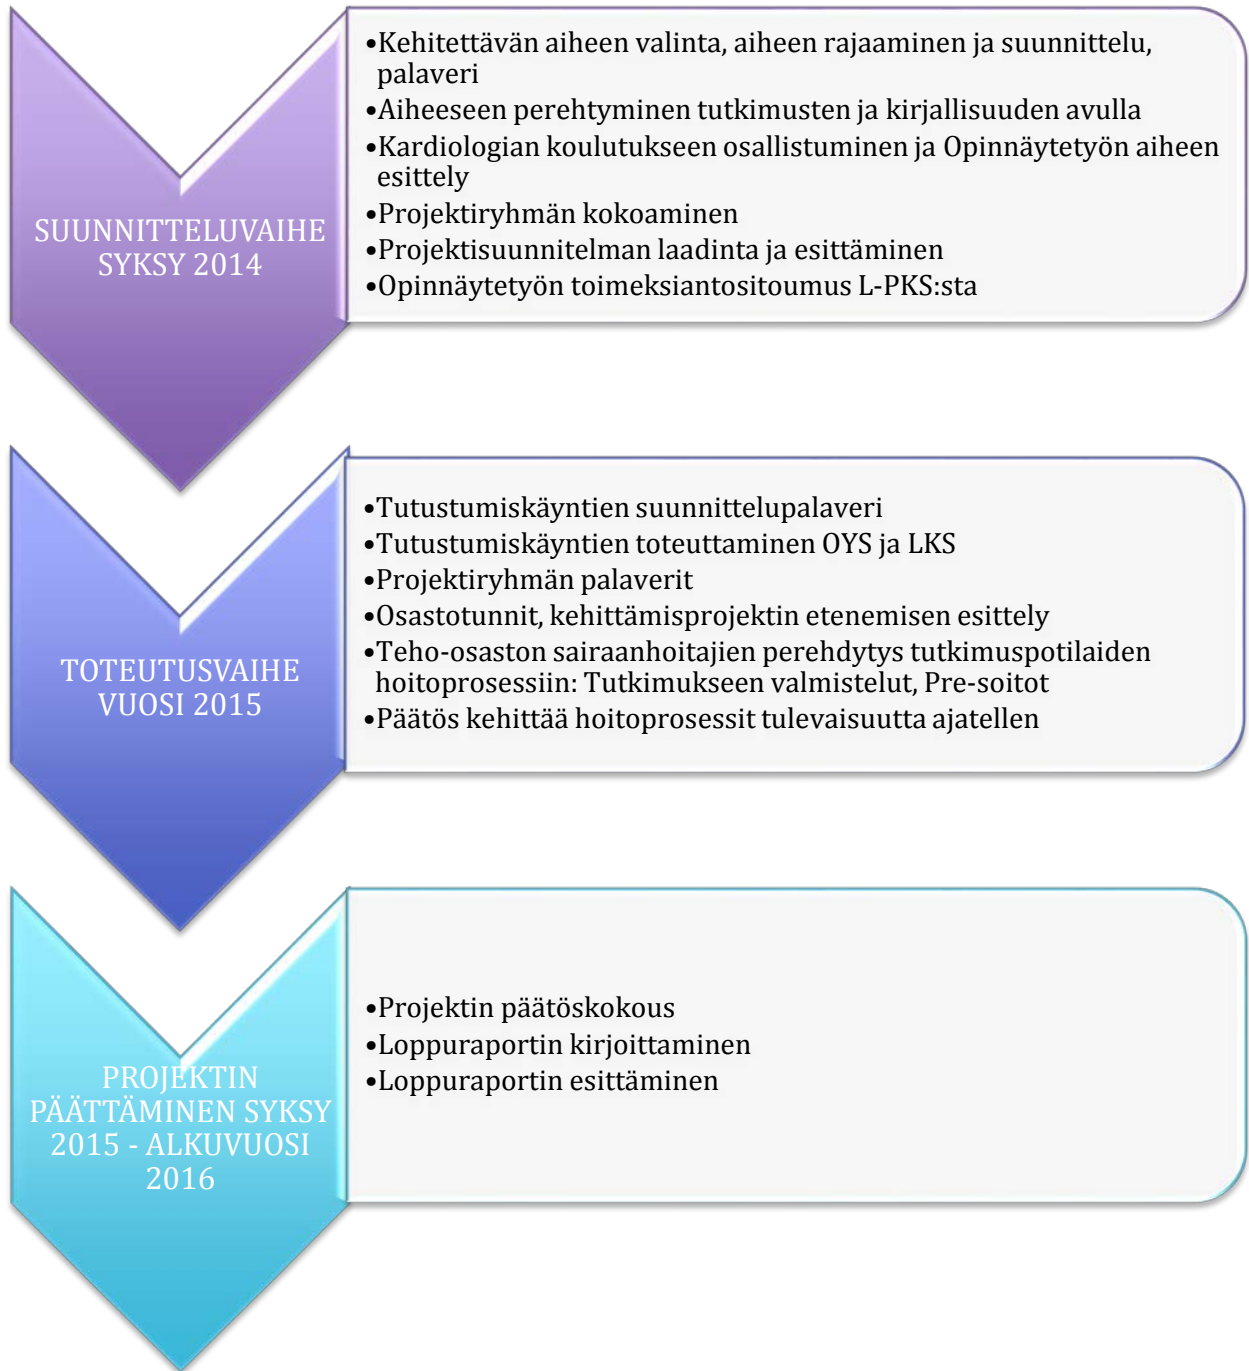 SUUNNITTELUVAIHE
SYKSY 2014
•Kehitettävän aiheen valinta, aiheen rajaaminen ja suunnittelu,
palaveri
•Aiheeseen perehtyminen tutkimusten ja kirjallisuuden avulla
•Kardiologian koulutukseen osallistuminen ja Opinnäytetyön aiheen
esittely
•Projektiryhmän kokoaminen
•Projektisuunnitelman laadinta ja esittäminen
•Opinnäytetyön toimeksiantositoumus L-PKS:sta
TOTEUTUSVAIHE
VUOSI 2015
•Tutustumiskäyntien suunnittelupalaveri
•Tutustumiskäyntien toteuttaminen OYS ja LKS
•Projektiryhmän palaverit
•Osastotunnit, kehittämisprojektin etenemisen esittely
•Teho-osaston sairaanhoitajien perehdytys tutkimuspotilaiden
hoitoprosessiin: Tutkimukseen valmistelut, Pre-soitot
•Päätös kehittää hoitoprosessit tulevaisuutta ajatellen
PROJEKTIN
PÄÄTTÄMINEN SYKSY
2015 - ALKUVUOSI
2016
•Projektin päätöskokous
•Loppuraportin kirjoittaminen
•Loppuraportin esittäminen